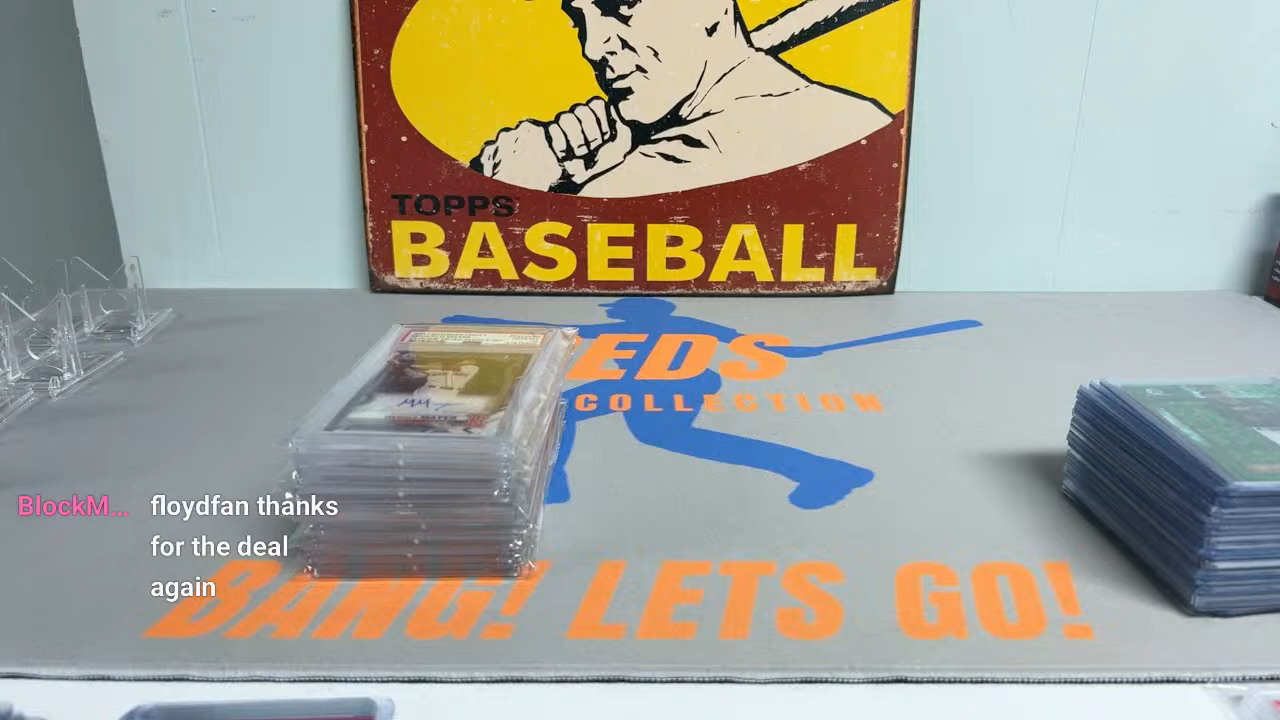 TOPPS
BASEBALL
EDS
COLLECTION
BlockM... floydfan thanks
for the deal
again
BANG! LETS GO!